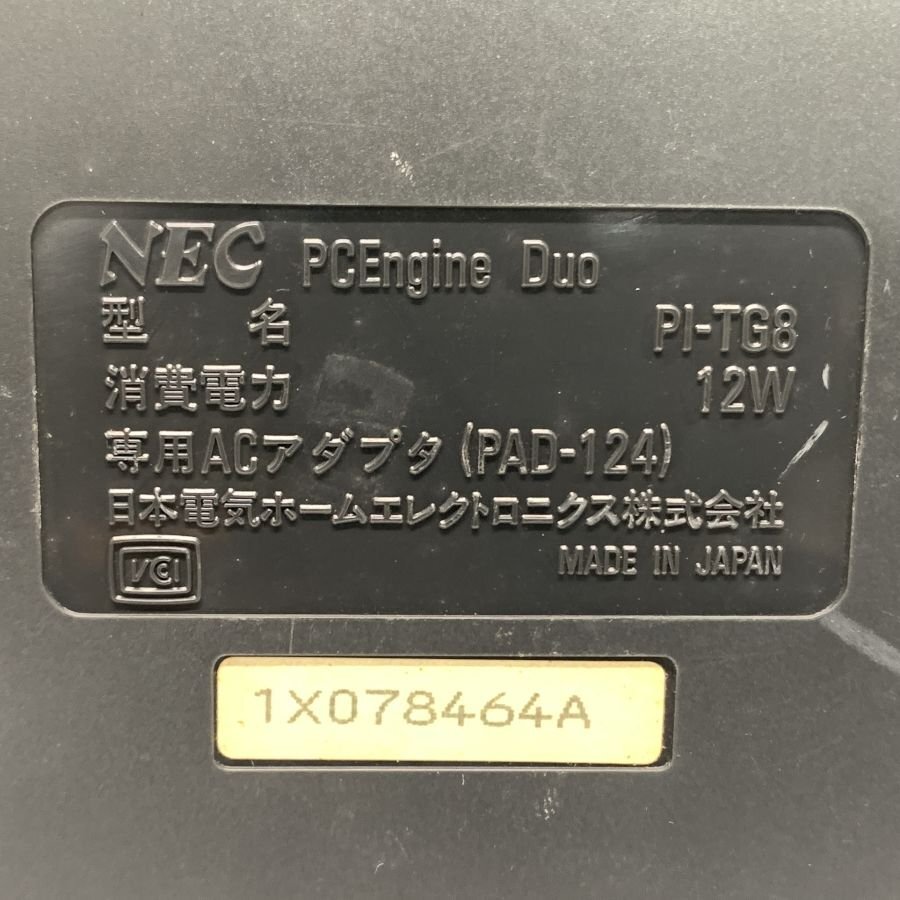 NEC PCEngine Duo
型 名 PI-TG8
消費電力 12W
専用ACアダプタ(PAD-124)
日本電気ホームエレクトロニクス株式会社
VCI MADE IN JAPAN
1X078464A